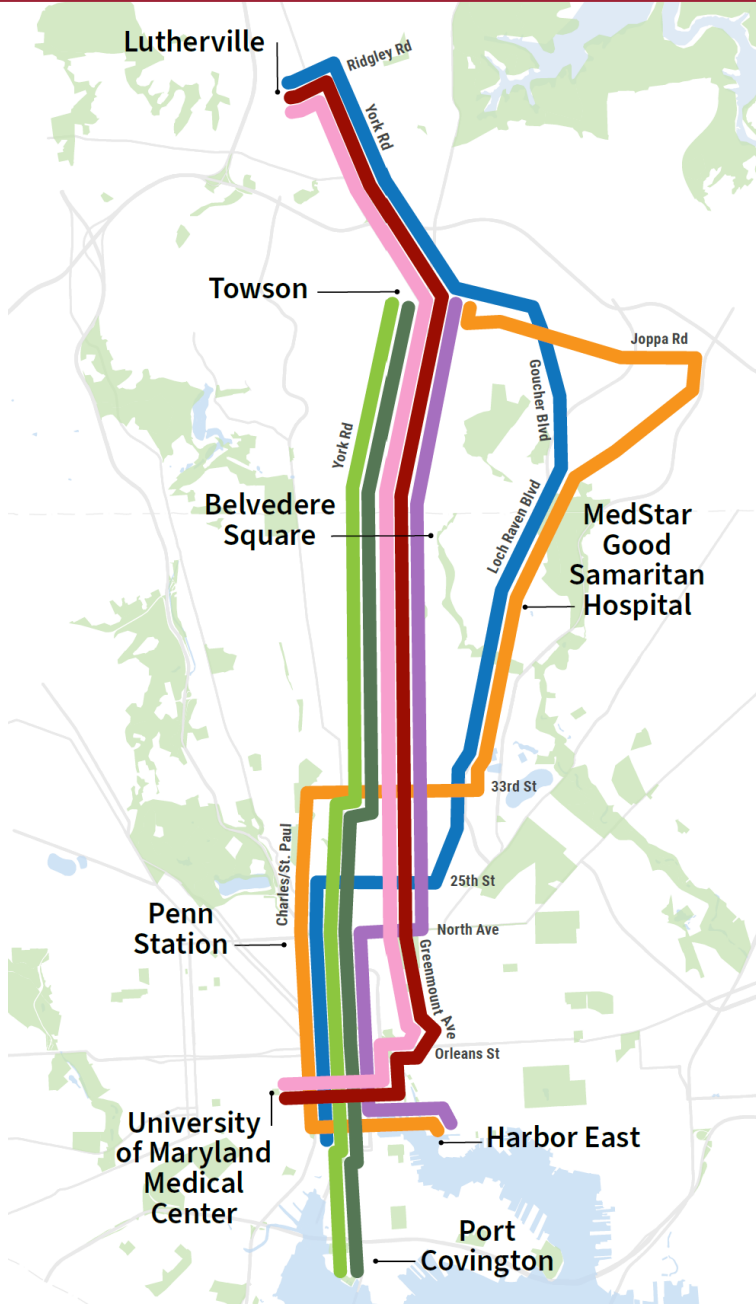 Lutherville
Ridgley Rd
York Rd
Towson
Joppa Rd
Goucher Blvd
York Rd
Belvedere
Square
Loch Raven Blvd
MedStar
Good
Samaritan
Hospital
33rd St
Charles/St. Paul
25th St
Penn
Station
North Ave
Greenmount Ave
Orleans St
University
of Maryland
Medical
Center
Harbor East
Port
Covington